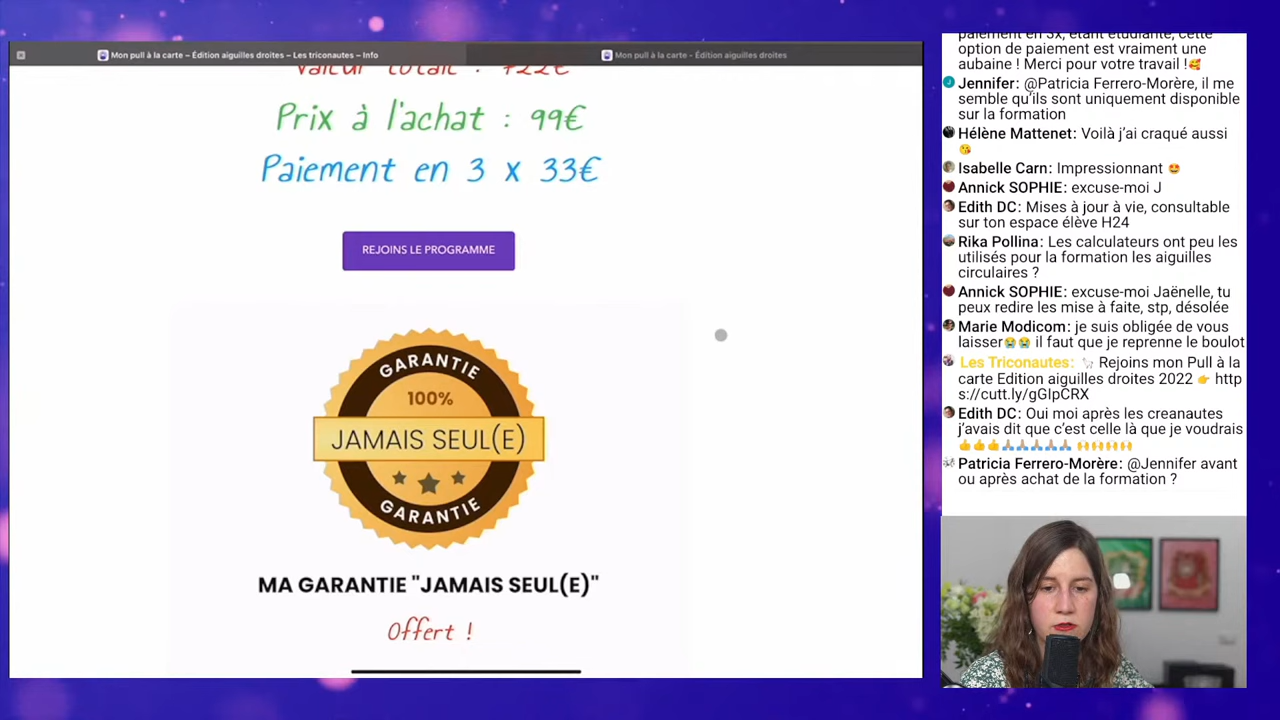 Mon pull à la carte – Édition aiguilles droites – Les triconautes – Info
Mon pull à la carte – Édition aiguilles droites
Valeur totale : 722€
Prix à l'achat : 99€
Paiement en 3 x 33€
REJOINS LE PROGRAMME
GARANTIE
100%
JAMAIS SEUL(E)
GARANTIE
MA GARANTIE "JAMAIS SEUL(E)"
Offert !
paiement en 3x, étant étudiante, cette
option de paiement est vraiment une
aubaine ! Merci pour votre travail !🥰
Jennifer: @Patricia Ferrero-Morère, il me
semble qu'ils sont uniquement disponible
sur la formation
Hélène Mattenet: Voilà j'ai craqué aussi
😘
Isabelle Carn: Impressionnant 🤩
Annick SOPHIE: excuse-moi J
Edith DC: Mises à jour à vie, consultable
sur ton espace élève H24
Rika Pollina: Les calculateurs ont peu les
utilisés pour la formation les aiguilles
circulaires ?
Annick SOPHIE: excuse-moi Jaënelle, tu
peux redire les mise à faite, stp, désolée
Marie Modicom: je suis obligée de vous
laisser😭😭 il faut que je reprenne le boulot
Les Triconautes: 🦙 Rejoins mon Pull à la
carte Edition aiguilles droites 2022 👉 http
s://cutt.ly/gGlpCRX
Edith DC: Oui moi après les creanautes
j'avais dit que c'est celle là que je voudrais
👍👍👍🙏🏼🙏🏼🙏🏼🙏🏼🙏🏼 🙌🙌🙌🙌
Patricia Ferrero-Morère: @Jennifer avant
ou après achat de la formation ?